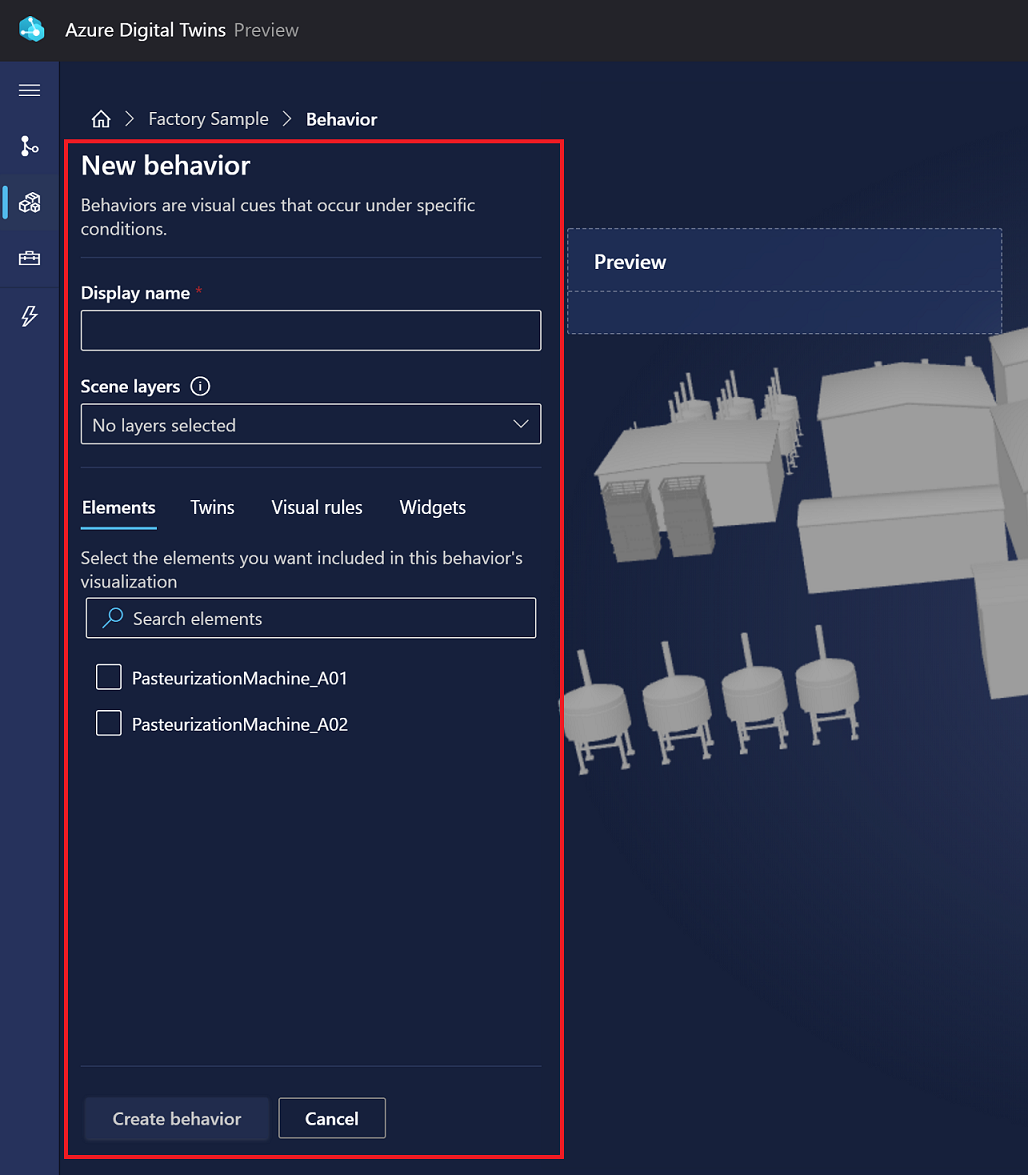 Azure Digital Twins Preview
Factory Sample Behavior
New behavior
Behaviors are visual cues that occur under specific
conditions.
Display name *
Scene layers
No layers selected
Elements Twins Visual rules Widgets
Select the elements you want included in this behavior's
visualization
Search elements
PasteurizationMachine_A01
PasteurizationMachine_A02
Create behavior Cancel
Preview